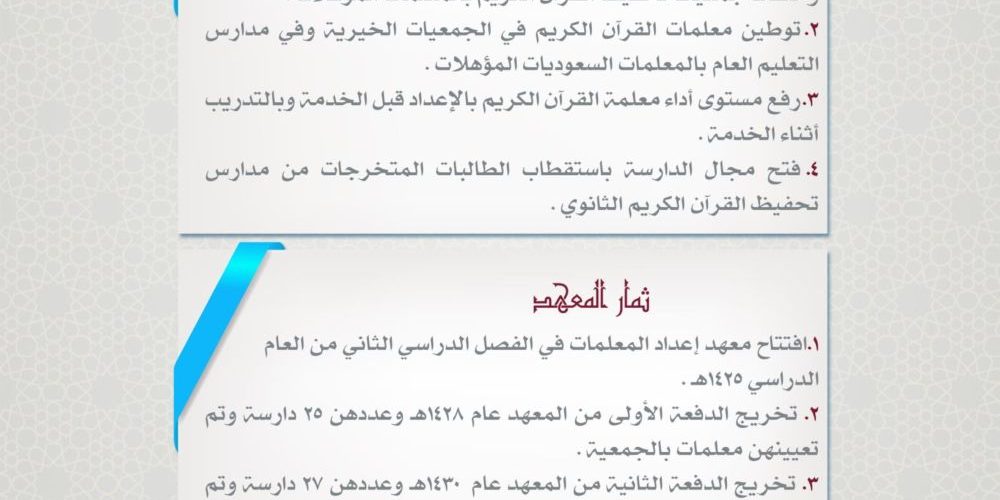 ٢. توطين معلمات القرآن الكريم في الجمعيات الخيرية وفي مدارس
التعليم العام بالمعلمات السعوديات المؤهلات .
٣.رفع مستوى أداء معلمة القرآن الكريم بالإعداد قبل الخدمة وبالتدريب
أثناء الخدمة .
٤. فتح مجال الدارسة باستقطاب الطالبات المتخرجات من مدارس
تحفيظ القرآن الكريم الثانوي .
ثمار المعهد
١.افتتاح معهد إعداد المعلمات في الفصل الدراسي الثاني من العام
الدراسي ١٤٢٥هـ .
٢. تخريج الدفعة الأولى من المعهد عام ١٤٢٨هـ وعددهن ٢٥ دارسة وتم
تعيينهن معلمات بالجمعية .
٣. تخريج الدفعة الثانية من المعهد عام ١٤٣٠هـ وعددهن ٢٧ دارسة وتم